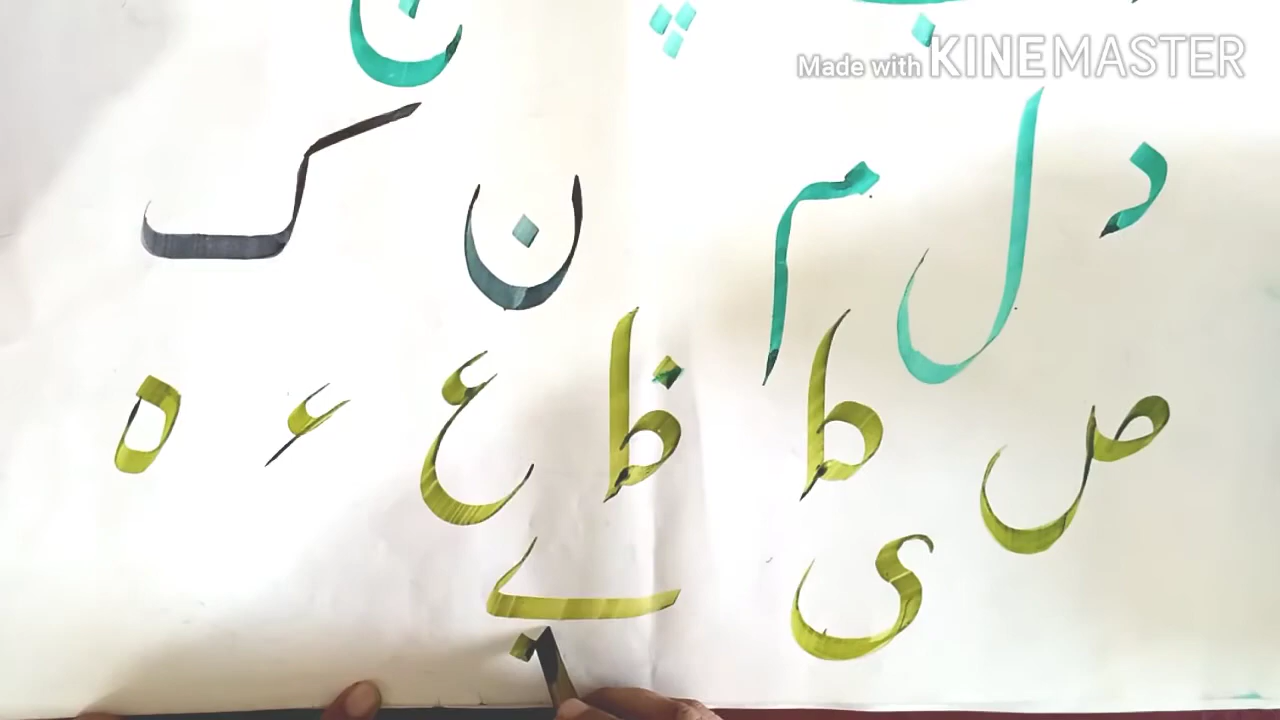 Made with KINEMASTER
د ل م ن ک
ص ط ظ ع ء ہ
ی ے